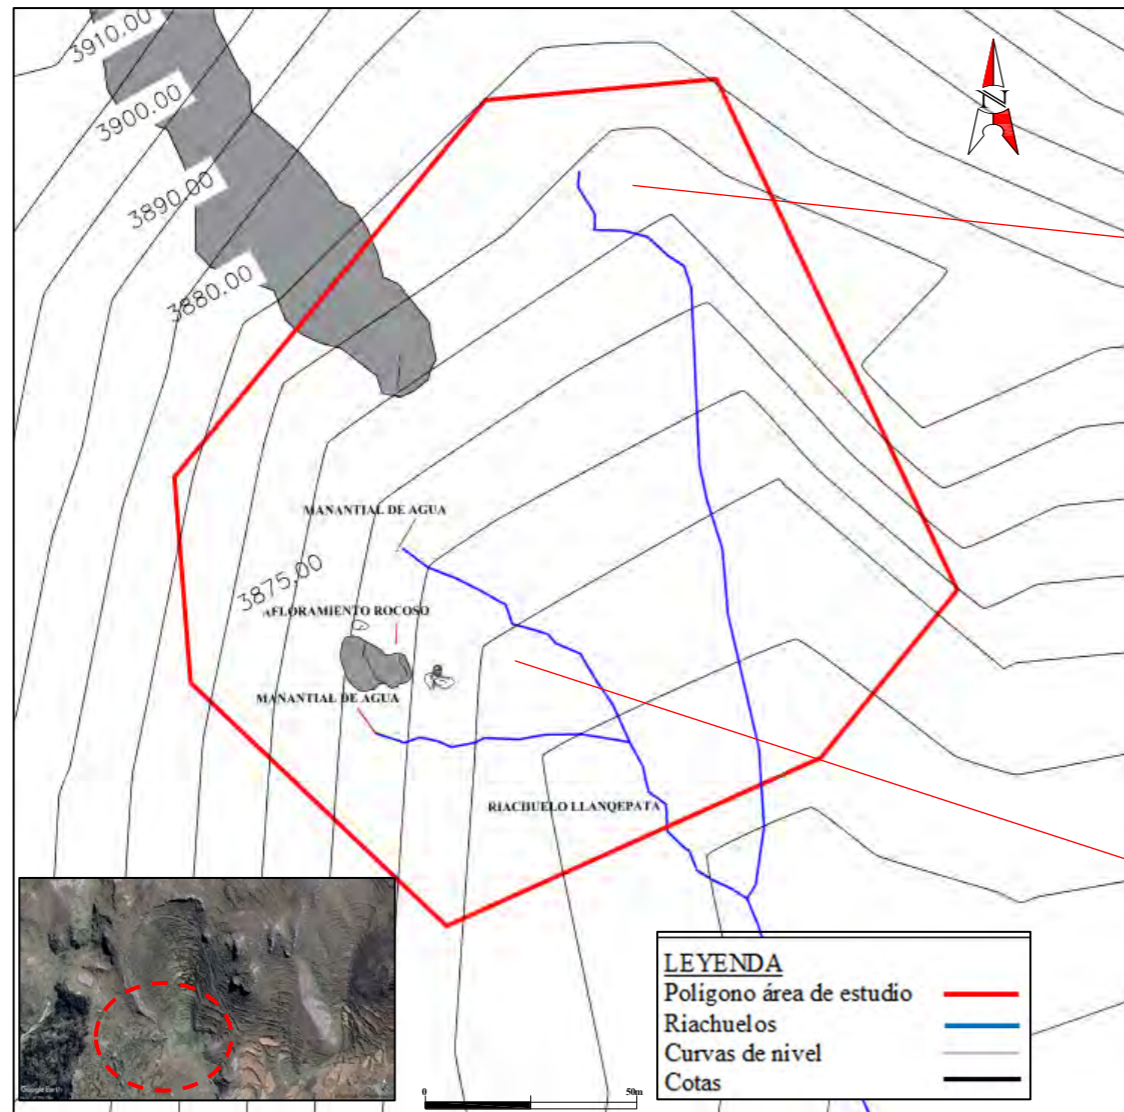 3910.00
3900.00
N
3890.00
3880.00
MANANTIAL DE AGUA
3875.00
AFLORAMIENTO ROCOSO
MANANTIAL DE AGUA
RIACHUELO LLANQEPATA
LEYENDA
Polígono área de estudio
Riachuelos
Curvas de nivel
Cotas
Google Earth
0 50m